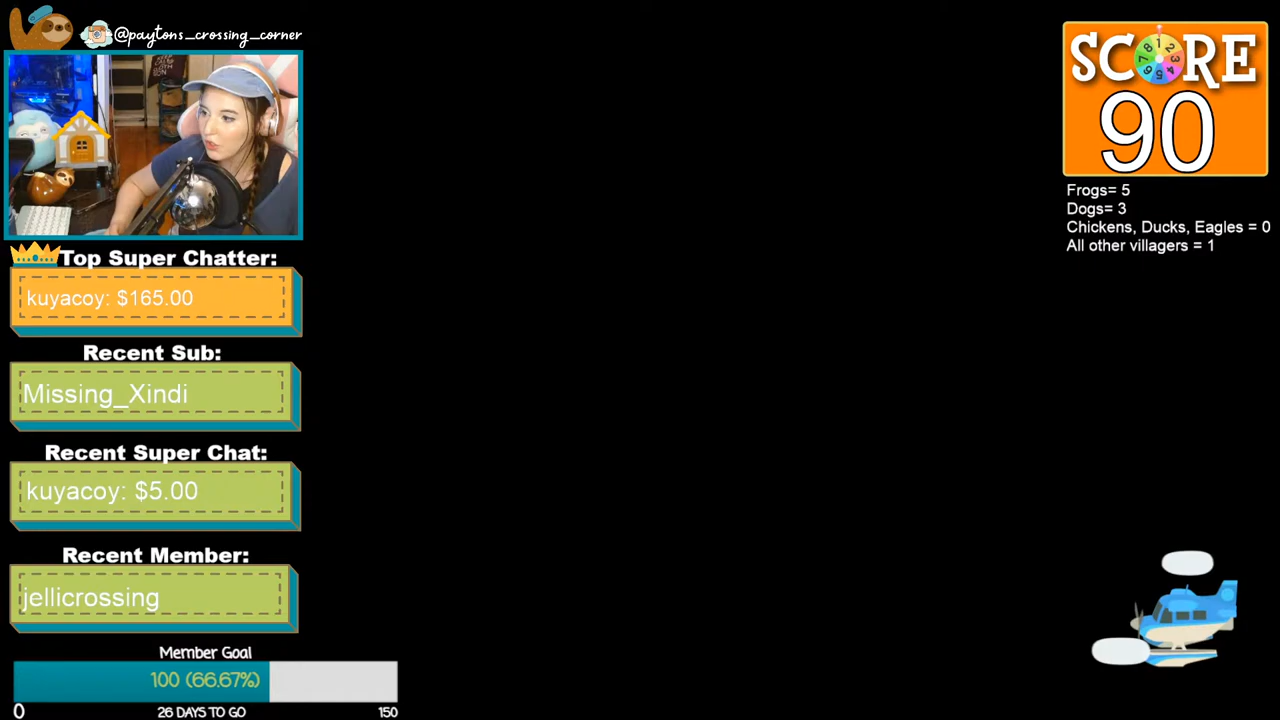 @paytons_crossing_corner
Top Super Chatter:
kuyacoy: $165.00
Recent Sub:
Missing_Xindi
Recent Super Chat:
kuyacoy: $5.00
Recent Member:
jellicrossing
Member Goal
100 (66.67%)
0 26 DAYS TO GO 150
SCORE
90
Frogs= 5
Dogs= 3
Chickens, Ducks, Eagles = 0
All other villagers = 1